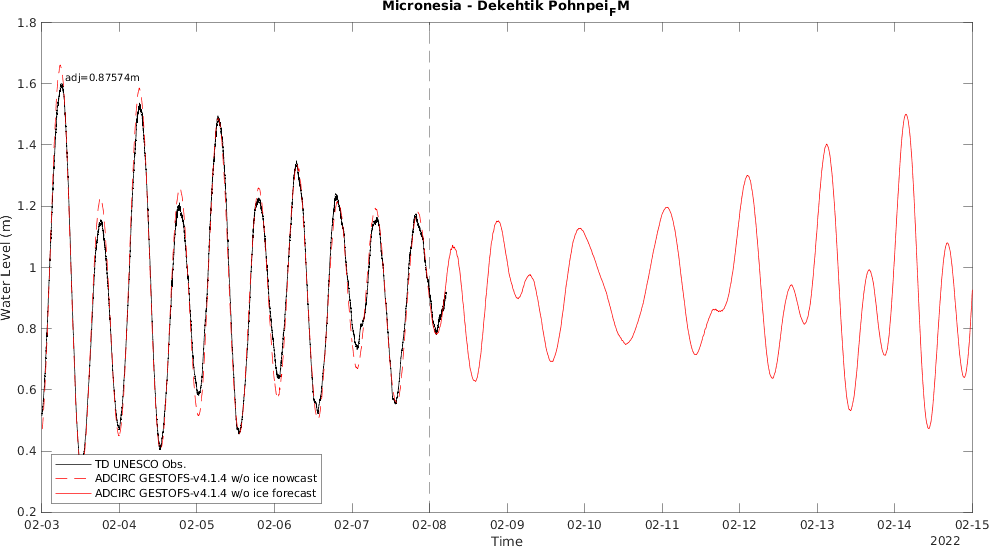 Micronesia - Dekehtik PohnpeiFM
1.8
1.6
1.4
1.2
1
0.8
0.6
0.4
0.2
Water Level (m)
adj=0.87574m
TD UNESCO Obs.
ADCIRC GESTOFS-v4.1.4 w/o ice nowcast
ADCIRC GESTOFS-v4.1.4 w/o ice forecast
02-03 02-04 02-05 02-06 02-07 02-08 02-09 02-10 02-11 02-12 02-13 02-14 02-15
Time
2022